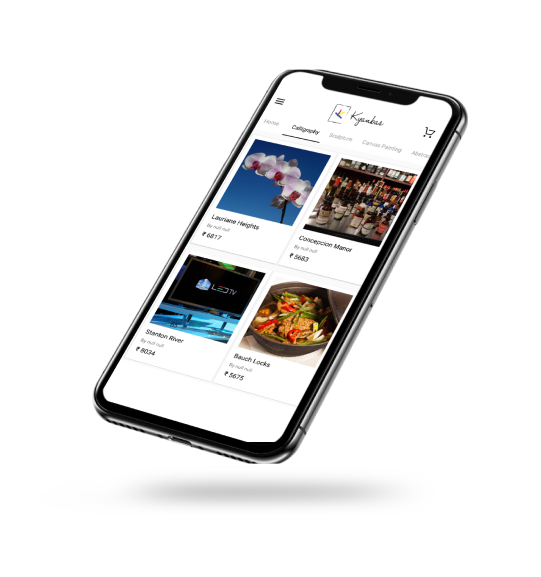 Kyanbas
Home Calligraphy Sculpture Canvas Painting Abstrac
Lauriane Heights
By null null
₹ 6817
Concepcion Manor
By null null
₹ 5683
LED TV
Stanton River
By null null
₹ 8034
Bauch Locks
By null null
₹ 5675